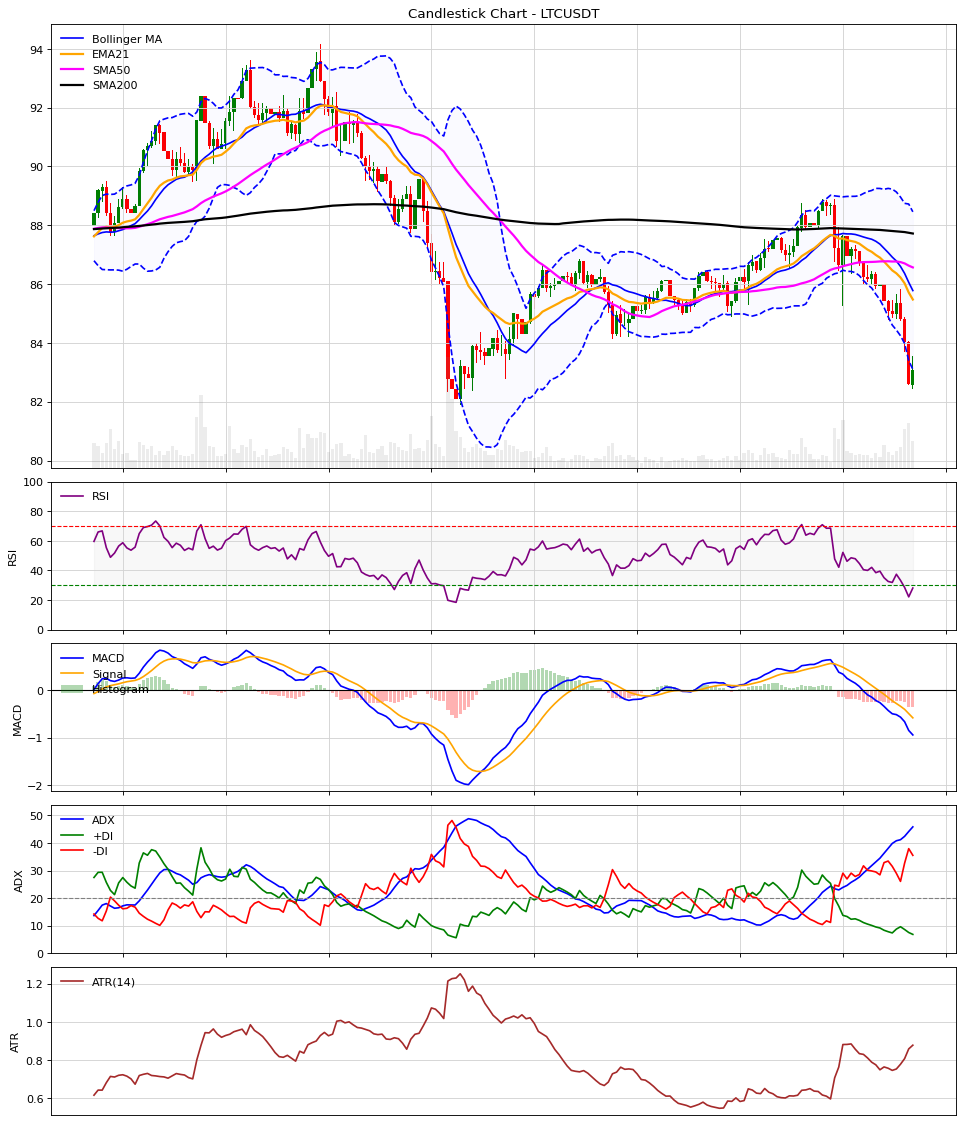 Candlestick Chart - LTCUSDT
Bollinger MA
EMA21
SMA50
SMA200
94
92
90
88
86
84
82
80
RSI
RSI
100
80
60
40
20
0
MACD
Signal
Histogram
MACD
0
−1
−2
ADX
+DI
-DI
ADX
50
40
30
20
10
0
ATR(14)
ATR
1.2
1.0
0.8
0.6